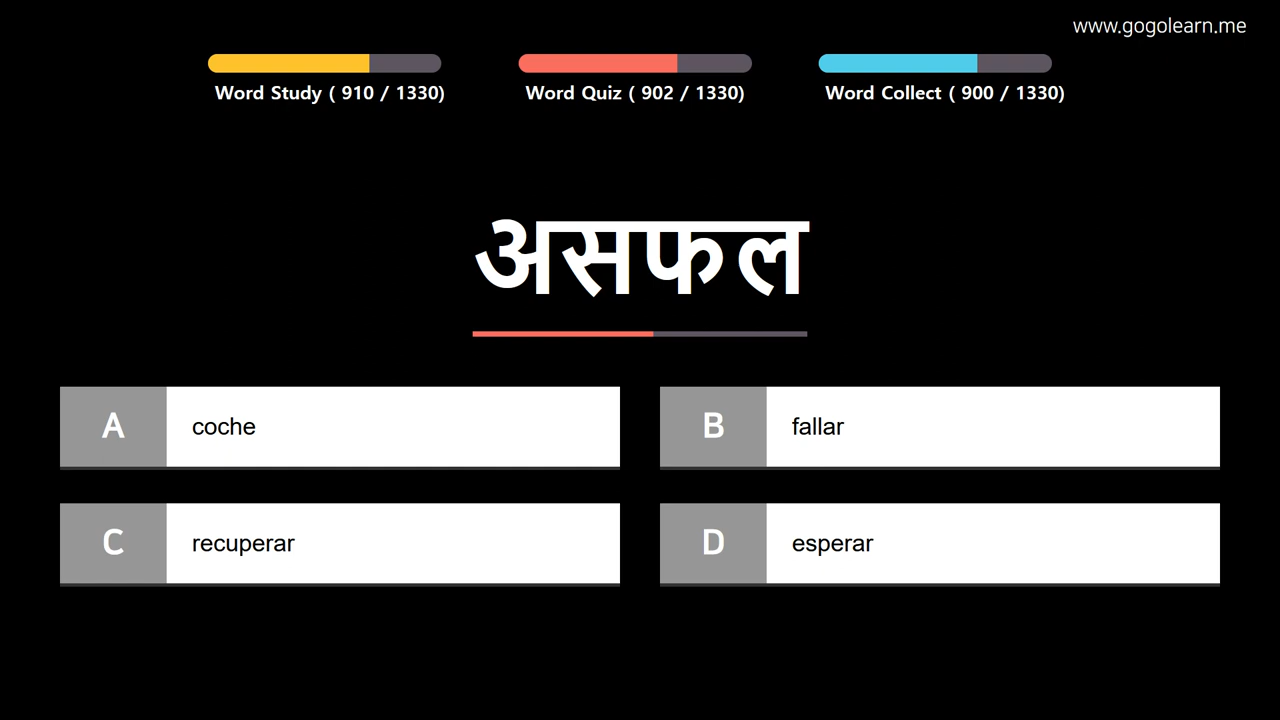 www.gogolearn.me
Word Study ( 910 / 1330)
Word Quiz ( 902 / 1330)
Word Collect ( 900 / 1330)
असफल
A
coche
B
fallar
C
recuperar
D
esperar